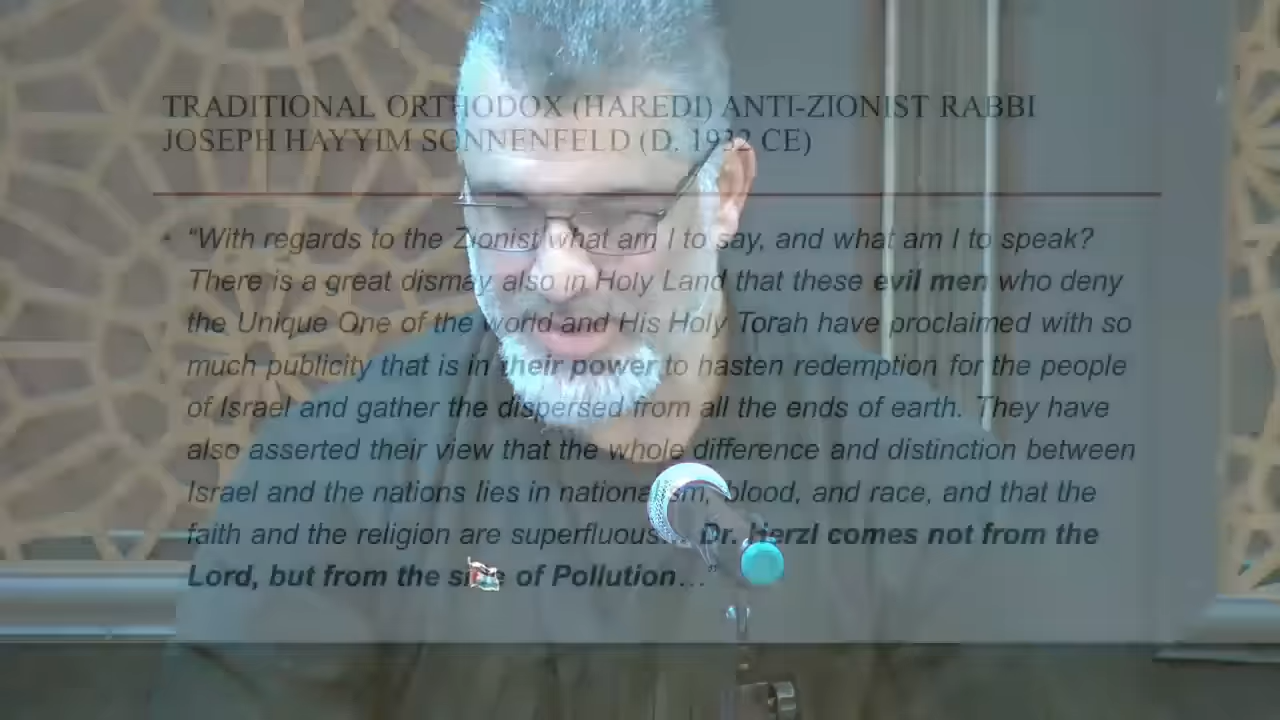 TRADITIONAL ORTHODOX (HAREDI) ANTI-ZIONIST RABBI
JOSEPH HAYYIM SONNENFELD (D. 1932 CE)
• “With regards to the Zionist what am I to say, and what am I to speak?
There is a great dismay also in Holy Land that these evil men who deny
the Unique One of the world and His Holy Torah have proclaimed with so
much publicity that is in their power to hasten redemption for the people
of Israel and gather the dispersed from all the ends of earth. They have
also asserted their view that the whole difference and distinction between
Israel and the nations lies in nationalism, blood, and race, and that the
faith and the religion are superfluous... Dr. Herzl comes not from the
Lord, but from the side of Pollution…”